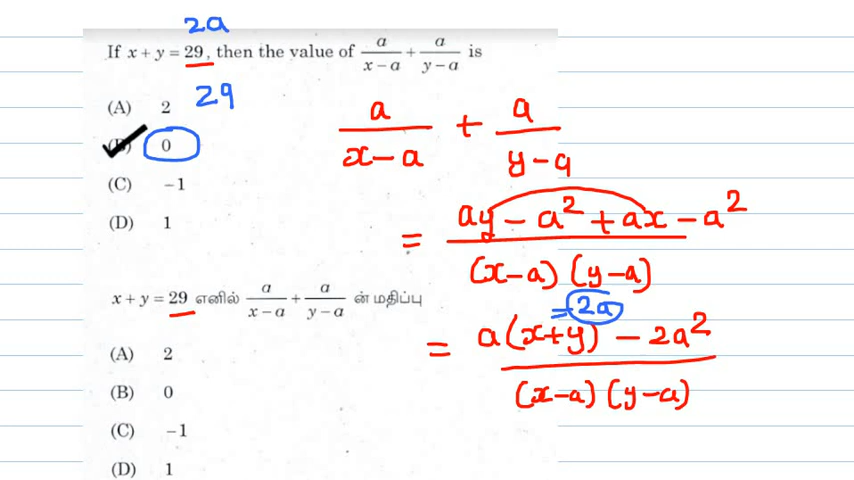 2a
If x + y = 29, then the value of a/(x – a) + a/(y – a) is
(A) 2
29
(B) 0
(C) –1
(D) 1
a/(x – a) + a/(y – a)
= (ay – a² + ax – a²)/((x – a)(y – a))
= 2a
= (a(x + y) – 2a²)/((x – a)(y – a))
x + y = 29 எனில் a/(x – a) + a/(y – a) ன் மதிப்பு
(A) 2
(B) 0
(C) –1
(D) 1